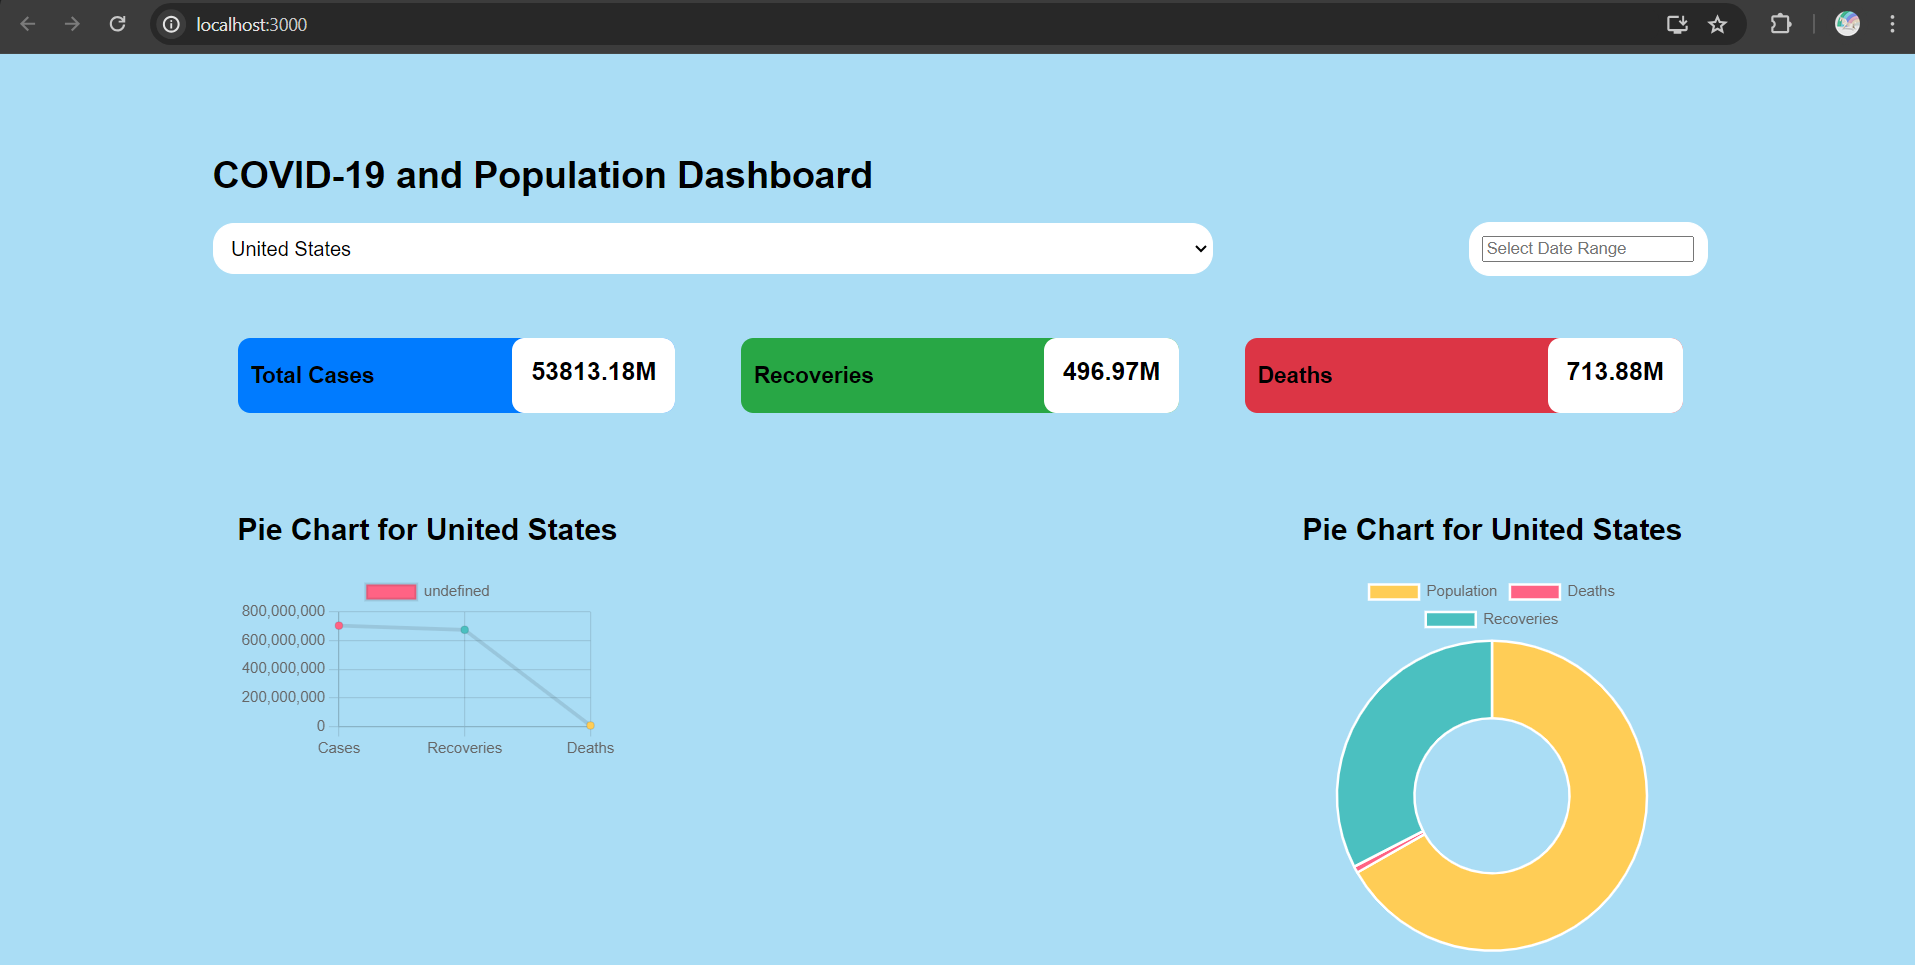 localhost:3000
COVID-19 and Population Dashboard
United States
Select Date Range
Total Cases
53813.18M
Recoveries
496.97M
Deaths
713.88M
Pie Chart for United States
undefined
800,000,000
600,000,000
400,000,000
200,000,000
0
Cases Recoveries Deaths
Pie Chart for United States
Population Deaths
Recoveries